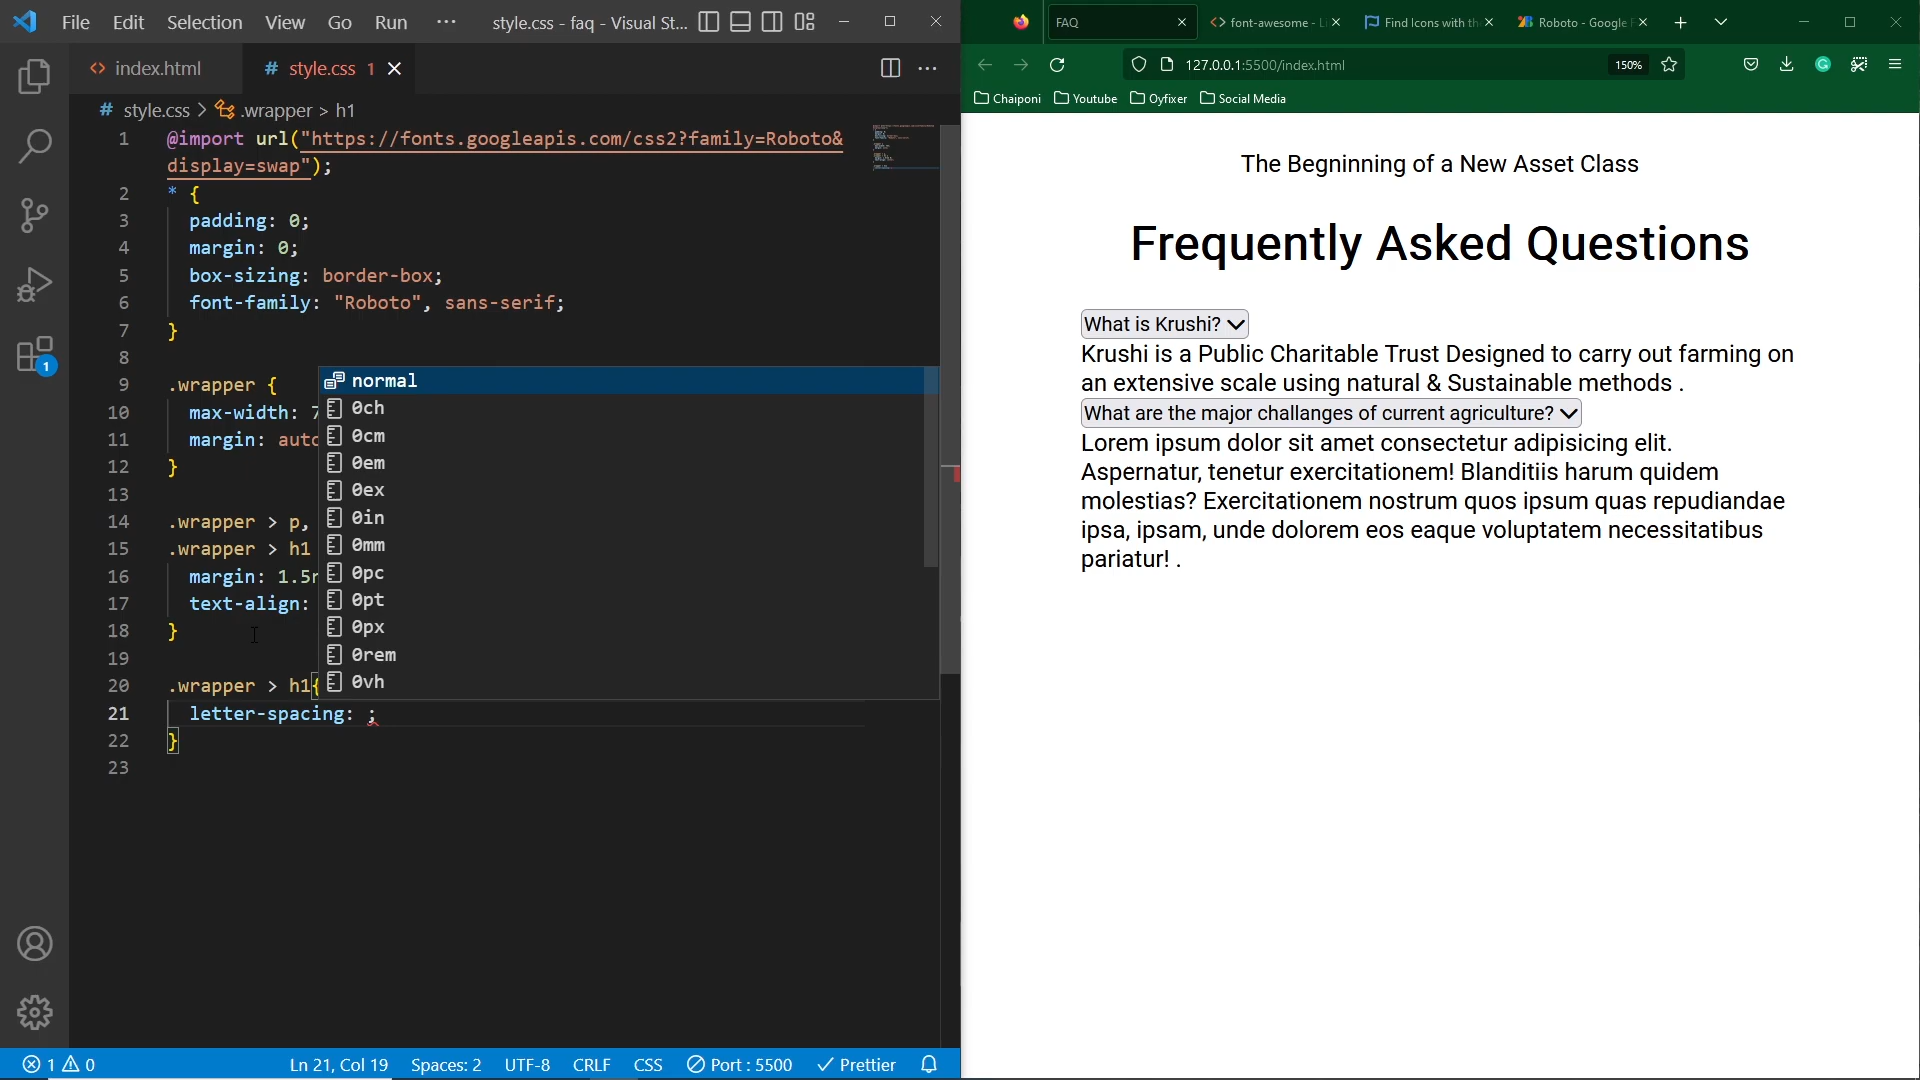 File Edit Selection View Go Run ··· style.css - faq - Visual St...
index.html style.css 1
style.css > .wrapper > h1
1 @import url("https://fonts.googleapis.com/css2?family=Roboto&
display=swap");
2 * {
3 padding: 0;
4 margin: 0;
5 box-sizing: border-box;
6 font-family: "Roboto", sans-serif;
7 }
8
9 .wrapper {
10 max-width: 7
11 margin: auto
12 }
13
14 .wrapper > p,
15 .wrapper > h1
16 margin: 1.5r
17 text-align:
18 }
19
20 .wrapper > h1{
21 letter-spacing: ;
22 }
23
normal
0ch
0cm
0em
0ex
0in
0mm
0pc
0pt
0px
0rem
0vh
1
1 0 Ln 21, Col 19 Spaces: 2 UTF-8 CRLF CSS Port : 5500 Prettier
FAQ font-awesome - Find Icons with th Roboto - Google
127.0.0.1:5500/index.html 150%
Chaiponi Youtube Oyfixer Social Media
The Begninning of a New Asset Class
Frequently Asked Questions
What is Krushi?
Krushi is a Public Charitable Trust Designed to carry out farming on
an extensive scale using natural & Sustainable methods .
What are the major challanges of current agriculture?
Lorem ipsum dolor sit amet consectetur adipisicing elit.
Aspernatur, tenetur exercitationem! Blanditiis harum quidem
molestias? Exercitationem nostrum quos ipsum quas repudiandae
ipsa, ipsam, unde dolorem eos eaque voluptatem necessitatibus
pariatur! .